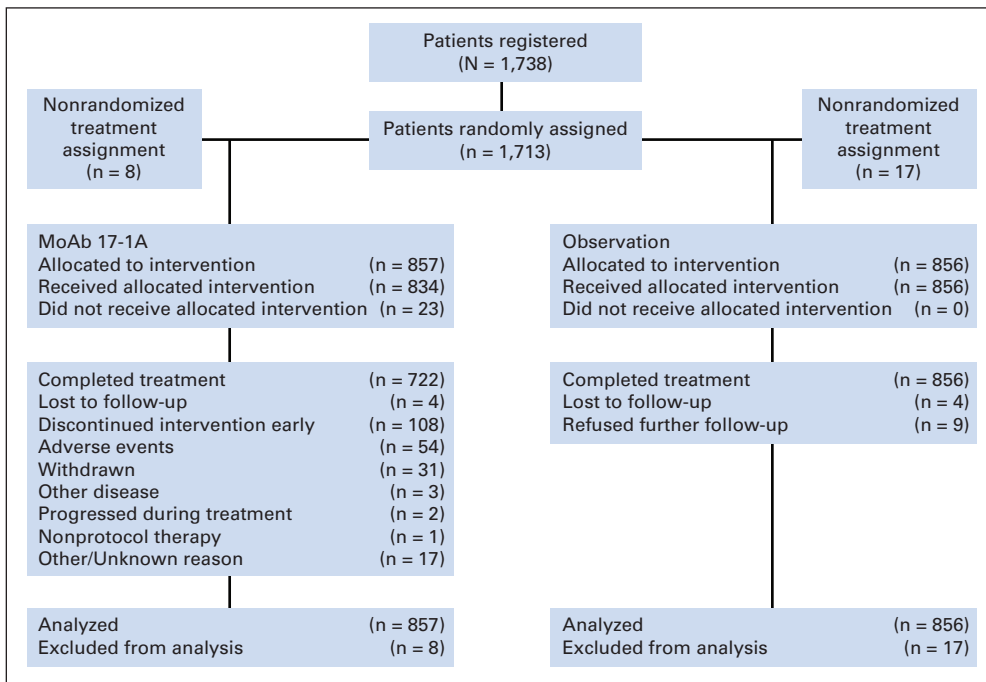 Patients registered
(N = 1,738)
Nonrandomized
treatment
assignment
(n = 8)
Patients randomly assigned
(n = 1,713)
Nonrandomized
treatment
assignment
(n = 17)
MoAb 17-1A
Allocated to intervention (n = 857)
Received allocated intervention (n = 834)
Did not receive allocated intervention (n = 23)
Observation
Allocated to intervention (n = 856)
Received allocated intervention (n = 856)
Did not receive allocated intervention (n = 0)
Completed treatment (n = 722)
Lost to follow-up (n = 4)
Discontinued intervention early (n = 108)
Adverse events (n = 54)
Withdrawn (n = 31)
Other disease (n = 3)
Progressed during treatment (n = 2)
Nonprotocol therapy (n = 1)
Other/Unknown reason (n = 17)
Completed treatment (n = 856)
Lost to follow-up (n = 4)
Refused further follow-up (n = 9)
Analyzed (n = 857)
Excluded from analysis (n = 8)
Analyzed (n = 856)
Excluded from analysis (n = 17)